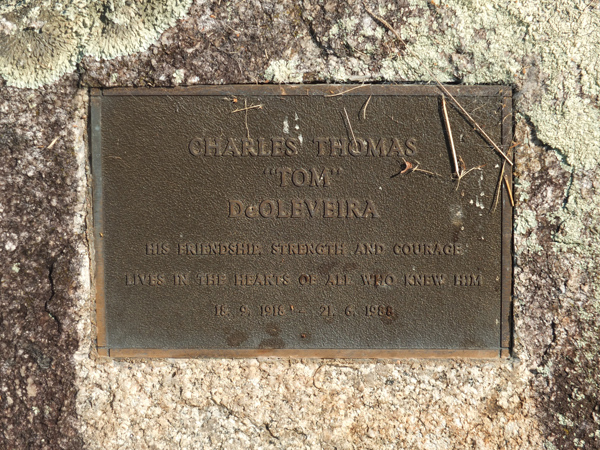 CHARLES THOMAS
"TOM"
DeOLEVEIRA
HIS FRIENDSHIP, STRENGTH AND COURAGE
LIVES IN THE HEARTS OF ALL WHO KNEW HIM
18. 9. 1918 - 21. 6. 1988